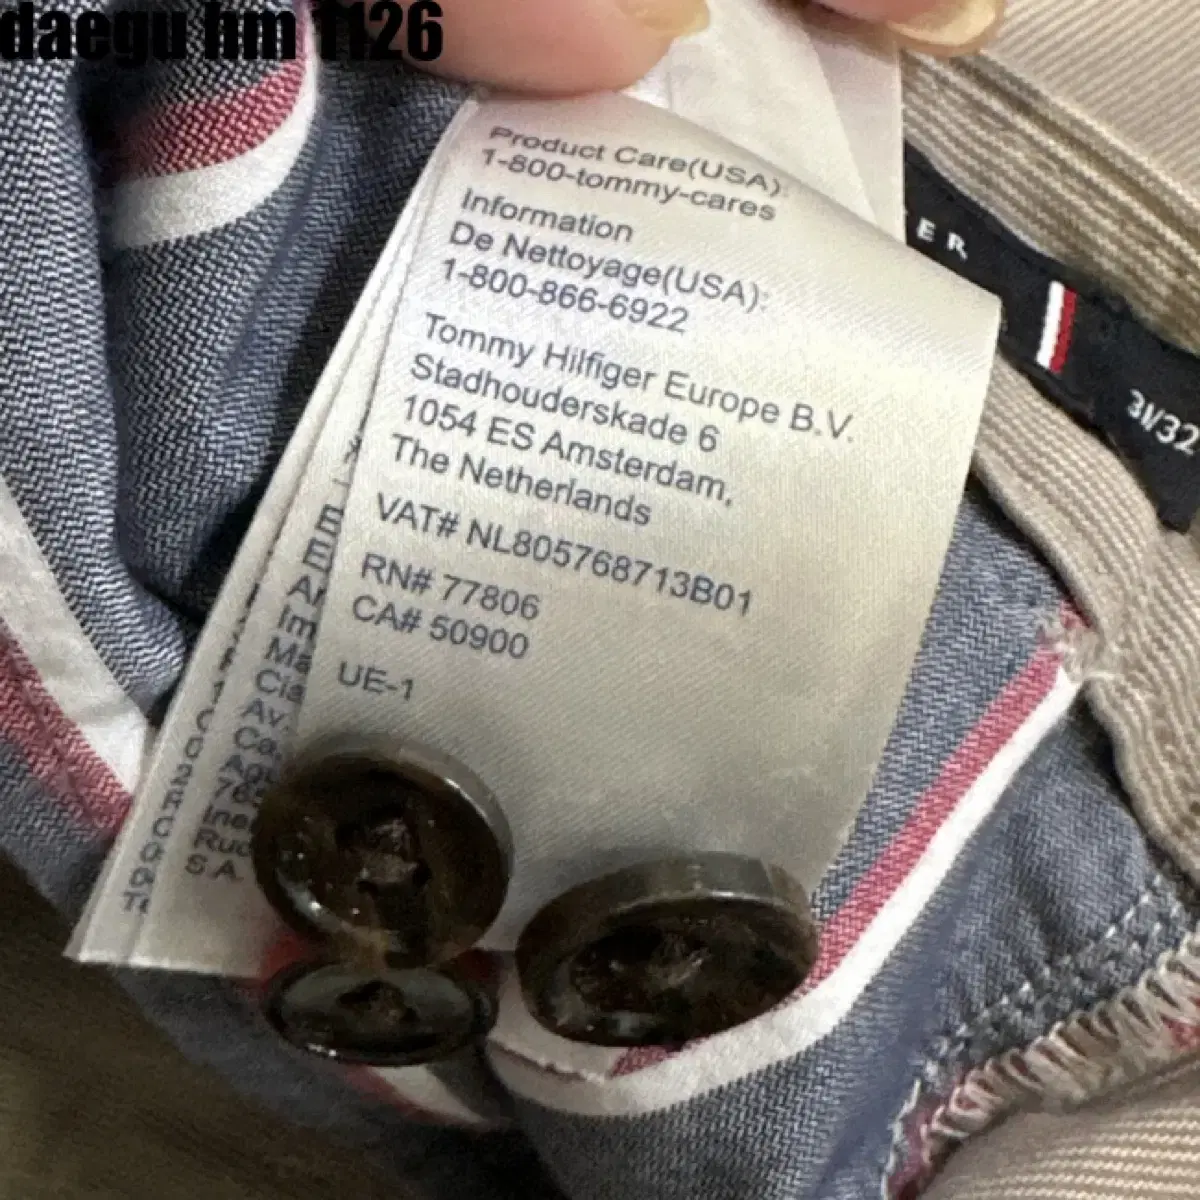 daegu hm 1126
Product Care(USA):
1-800-tommy-cares
Information
De Nettoyage(USA):
1-800-866-6922
Tommy Hilfiger Europe B.V.
Stadhouderskade 6
1054 ES Amsterdam,
The Netherlands
VAT# NL805768713B01
RN# 77806
CA# 50900
UE-1
ER
31/32
S.A.